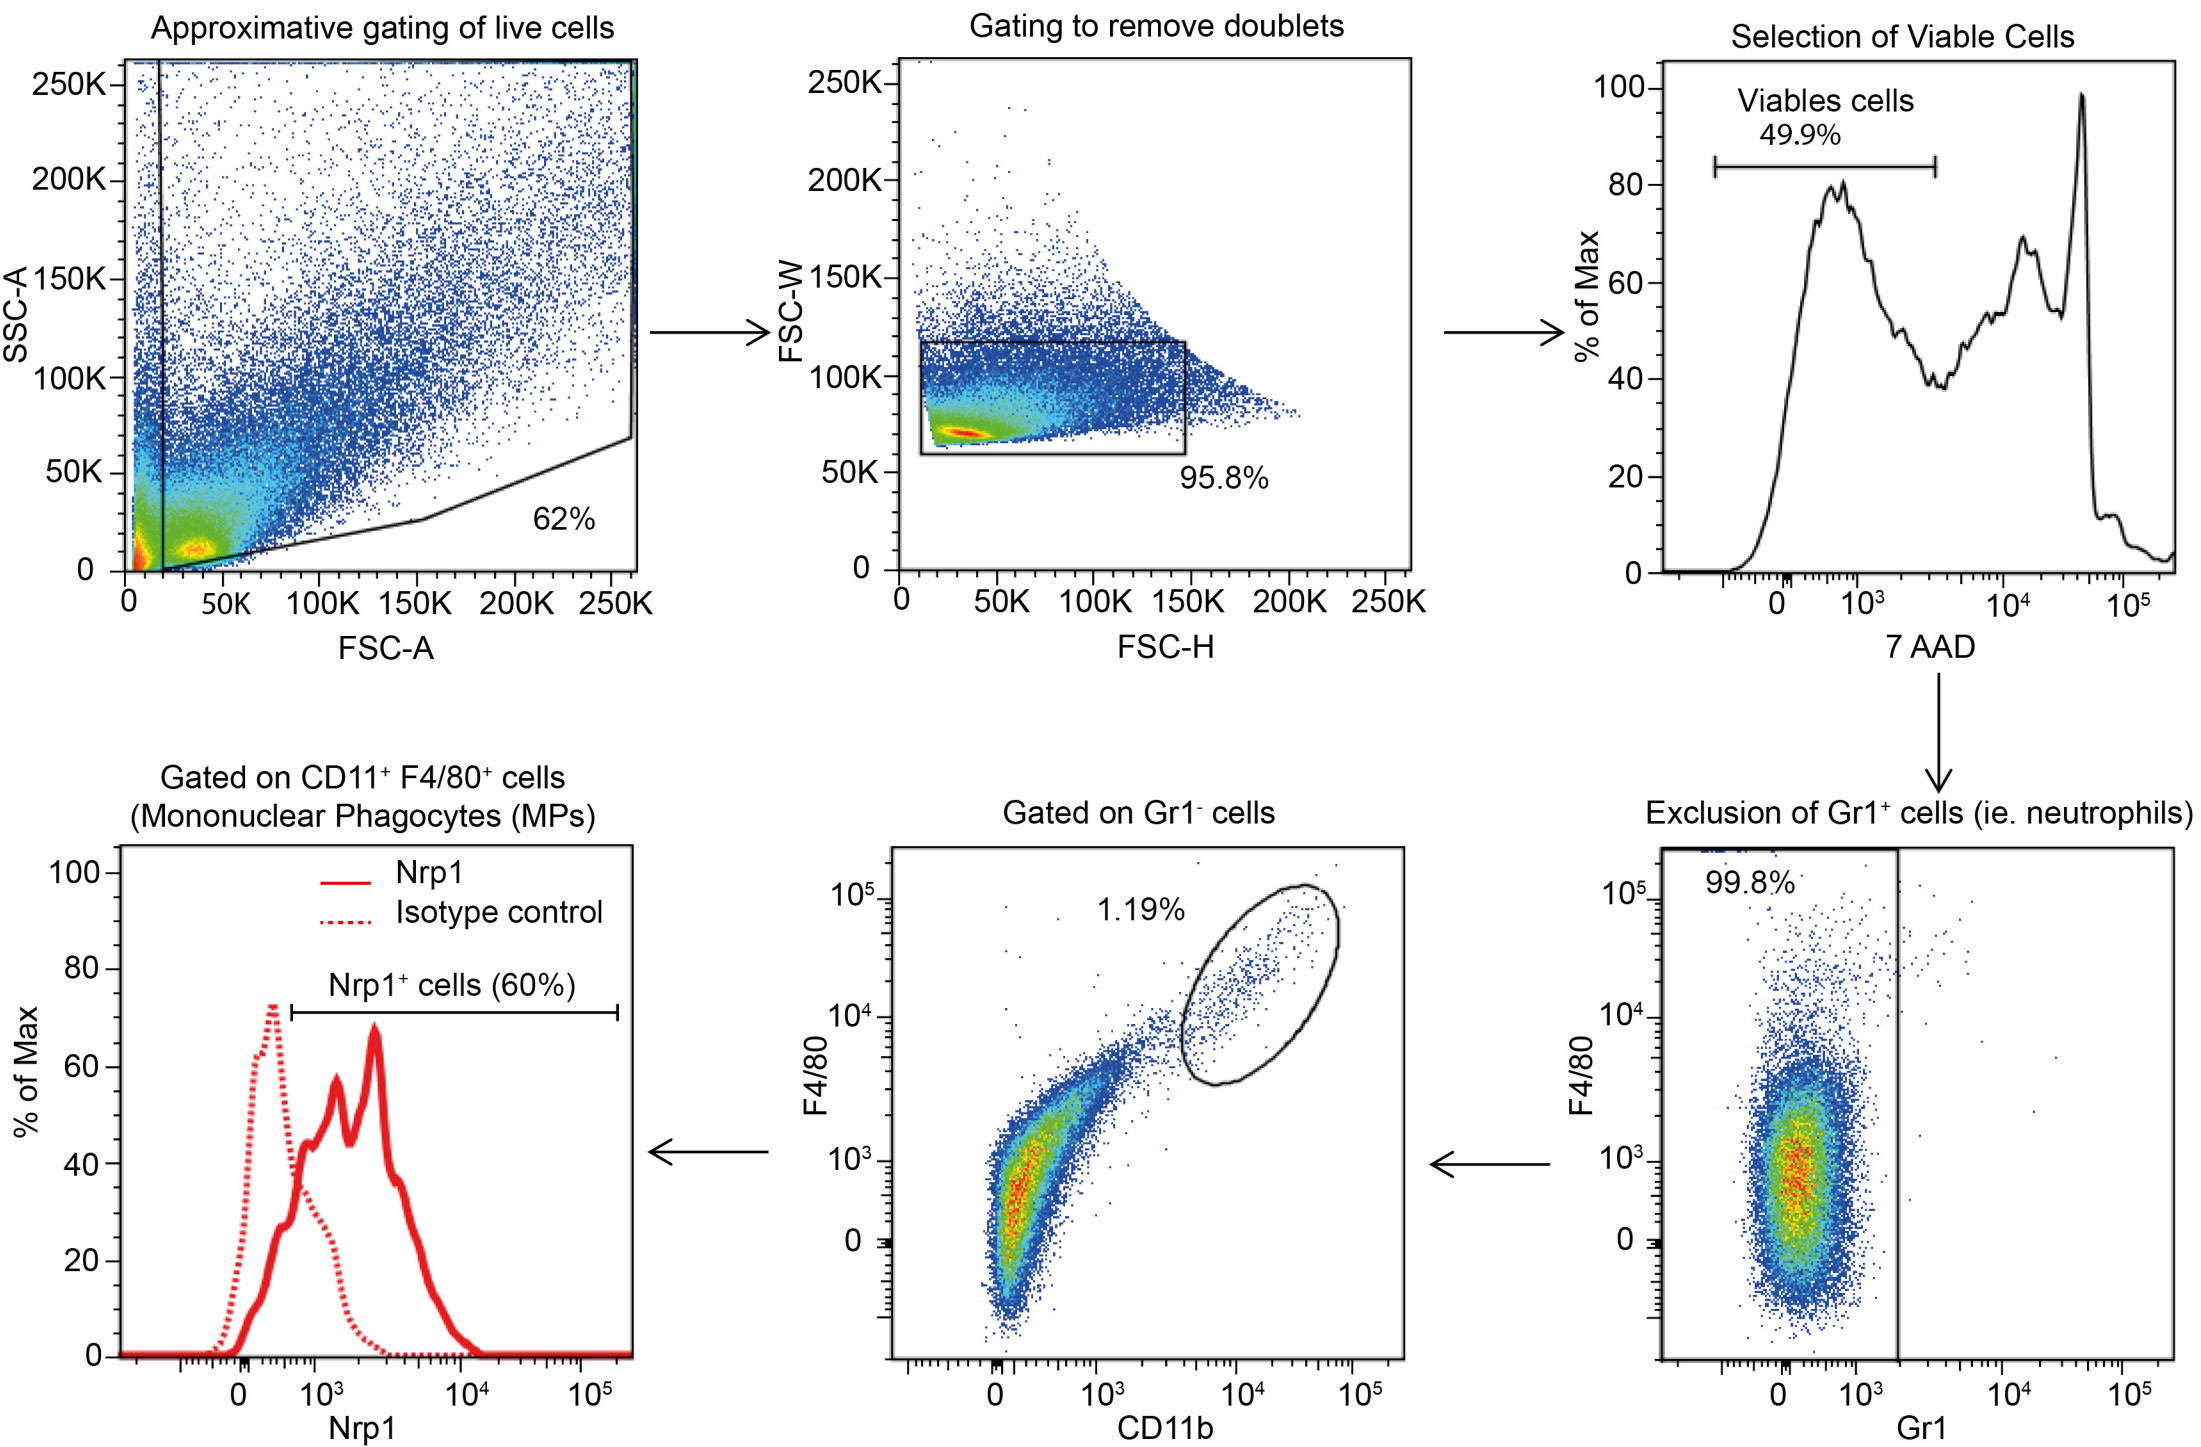 Approximative gating of live cells
250K
200K
150K
100K
50K
0
SSC-A
62%
0 50K 100K 150K 200K 250K
FSC-A
Gating to remove doublets
250K
200K
150K
100K
50K
0
FSC-W
95.8%
0 50K 100K 150K 200K 250K
FSC-H
Selection of Viable Cells
100
80
60
40
20
0
% of Max
Viables cells
49.9%
0 10³ 10⁴ 10⁵
7 AAD
Exclusion of Gr1⁺ cells (ie. neutrophils)
99.8%
10⁵
10⁴
10³
0
F4/80
0 10³ 10⁴ 10⁵
Gr1
Gated on Gr1⁻ cells
1.19%
10⁵
10⁴
10³
0
F4/80
0 10³ 10⁴ 10⁵
CD11b
Gated on CD11⁺ F4/80⁺ cells
(Mononuclear Phagocytes (MPs)
100
80
60
40
20
0
% of Max
Nrp1
Isotype control
Nrp1⁺ cells (60%)
0 10³ 10⁴ 10⁵
Nrp1